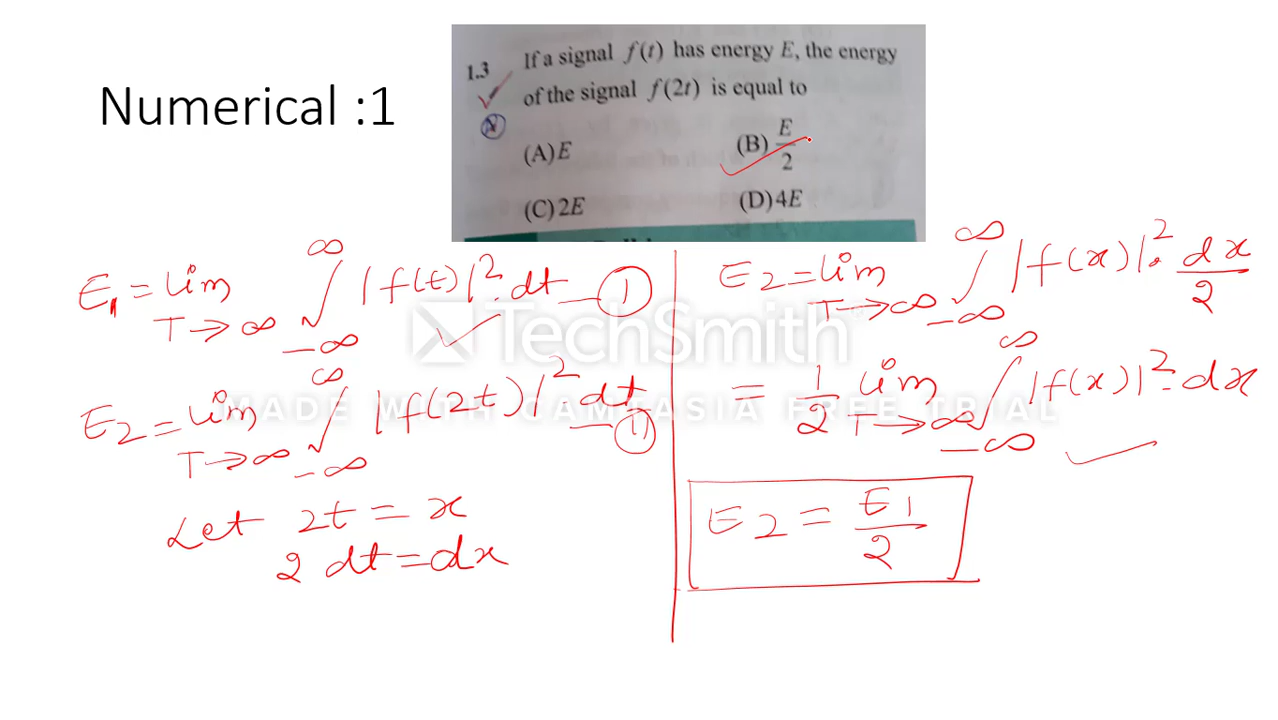 Numerical :1
1.3 If a signal f(t) has energy E, the energy
of the signal f(2t) is equal to
(A) E (B) E/2
(C) 2E (D) 4E
E₁ = lim T→∞ ∫_{-∞}^{∞} |f(t)|². dt —①
E₂ = lim T→∞ ∫_{-∞}^{∞} |f(2t)|². dt —①
Let 2t = x
2 dt = dx
E₂ = lim T→∞ ∫_{-∞}^{∞} |f(x)|². dx/2
= 1/2 lim T→∞ ∫_{-∞}^{∞} |f(x)|². dx
E₂ = E₁/2
TechSmith
MADE WITH CAMTASIA FREE TRIAL